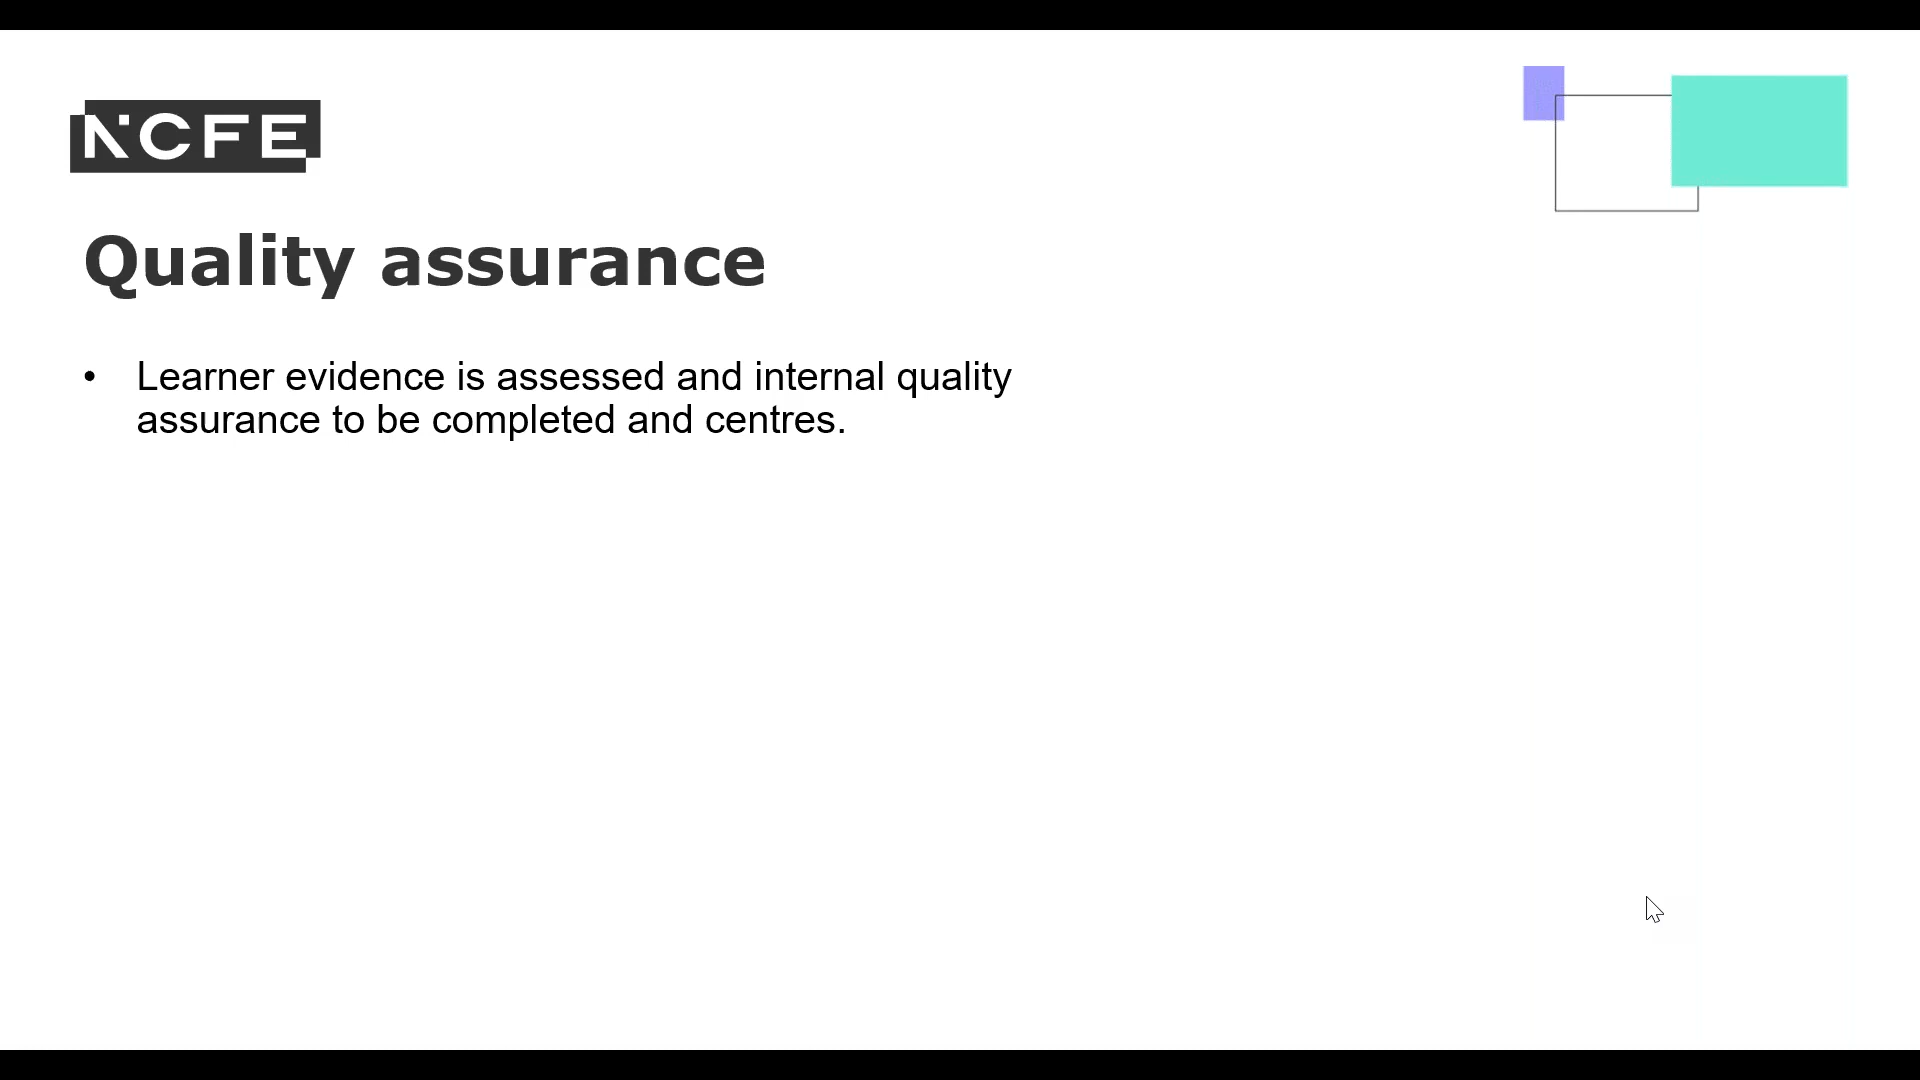 NCFE
Quality assurance
• Learner evidence is assessed and internal quality
assurance to be completed and centres.